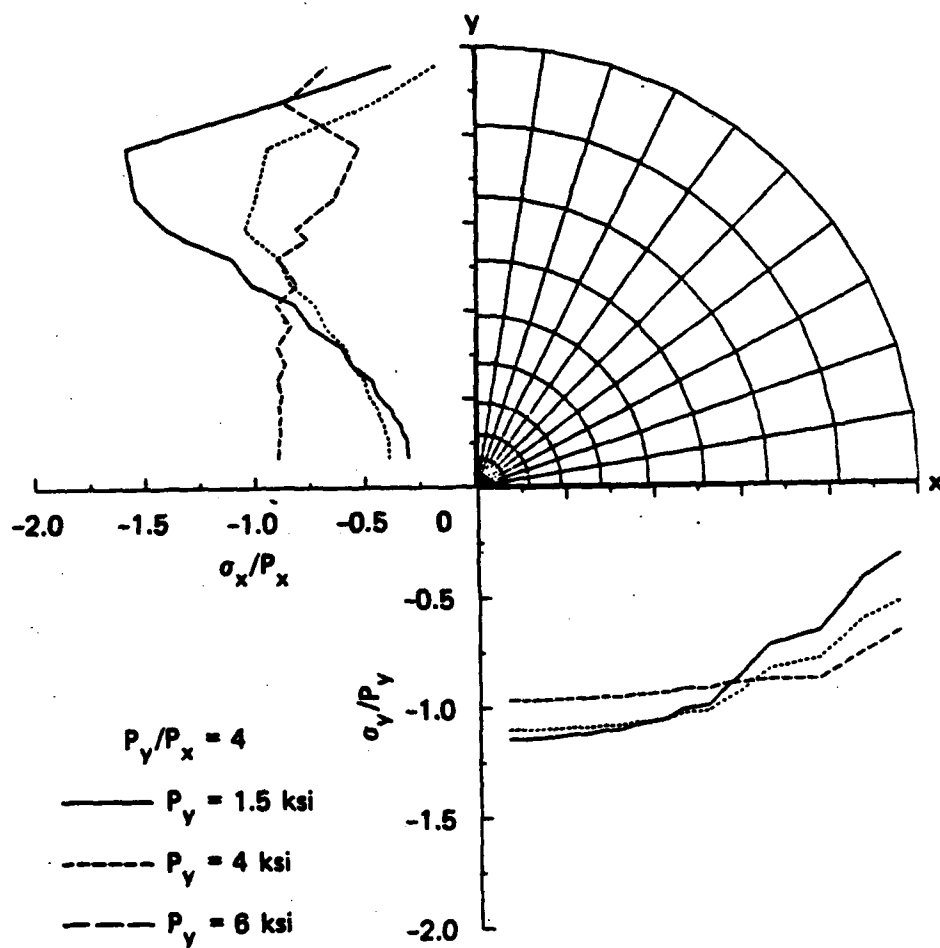 y
x
-2.0 -1.5 -1.0 -0.5 0
σx/Px
-0.5
-1.0
-1.5
-2.0
σy/Py
Py/Px = 4
Py = 1.5 ksi
Py = 4 ksi
Py = 6 ksi